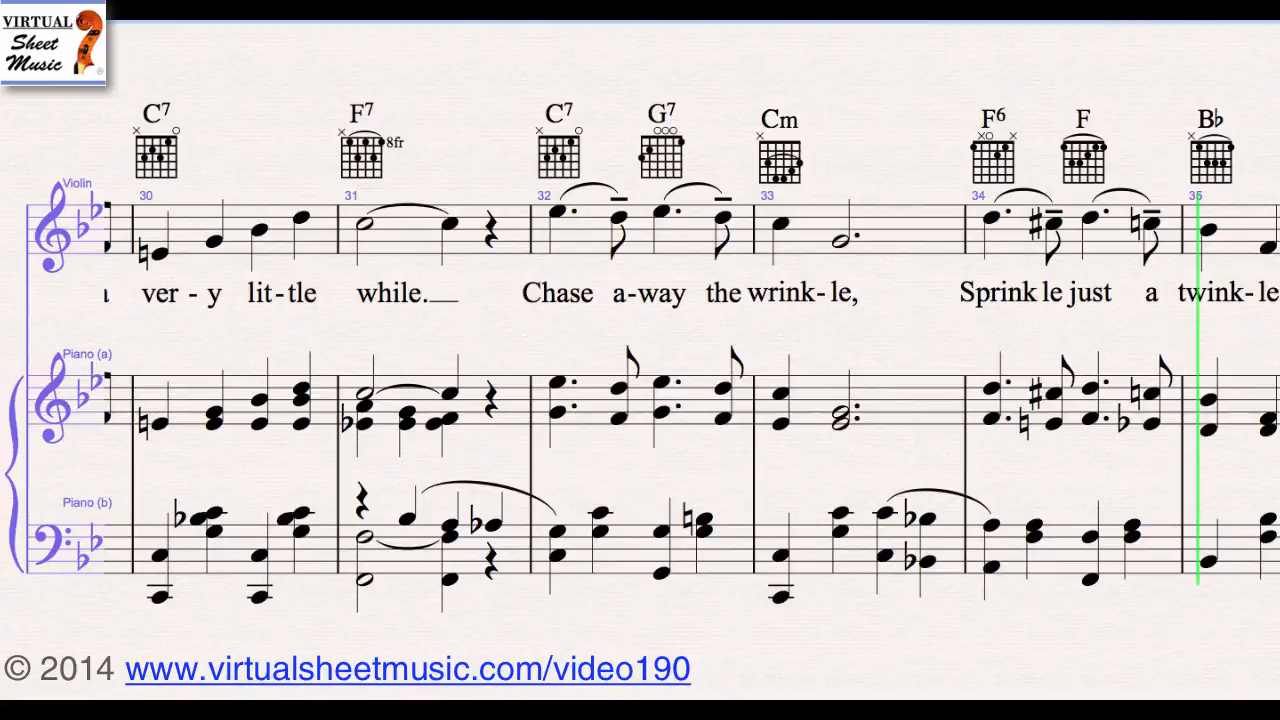 VIRTUAL
Sheet
Music
®
C7 F7 8fr C7 G7 Cm F6 F B♭
Violin
30 31 32 33 34 35
ver - y lit - tle while.__ Chase a - way the wrink - le, Sprink le just a twink - le
Piano (a)
Piano (b)
© 2014 www.virtualsheetmusic.com/video190